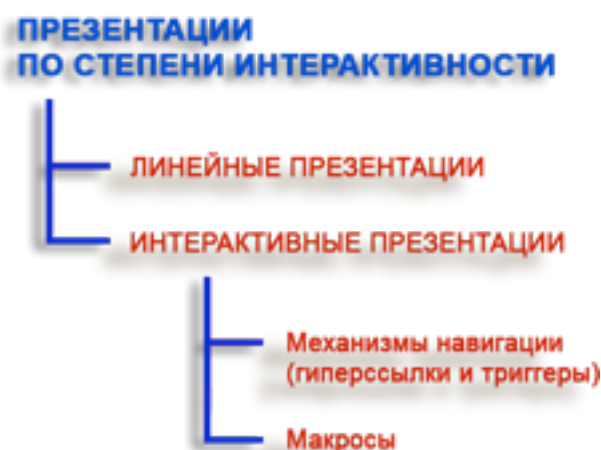 ПРЕЗЕНТАЦИИ
ПО СТЕПЕНИ ИНТЕРАКТИВНОСТИ
ЛИНЕЙНЫЕ ПРЕЗЕНТАЦИИ
ИНТЕРАКТИВНЫЕ ПРЕЗЕНТАЦИИ
Механизмы навигации
(гиперссылки и триггеры)
Макросы